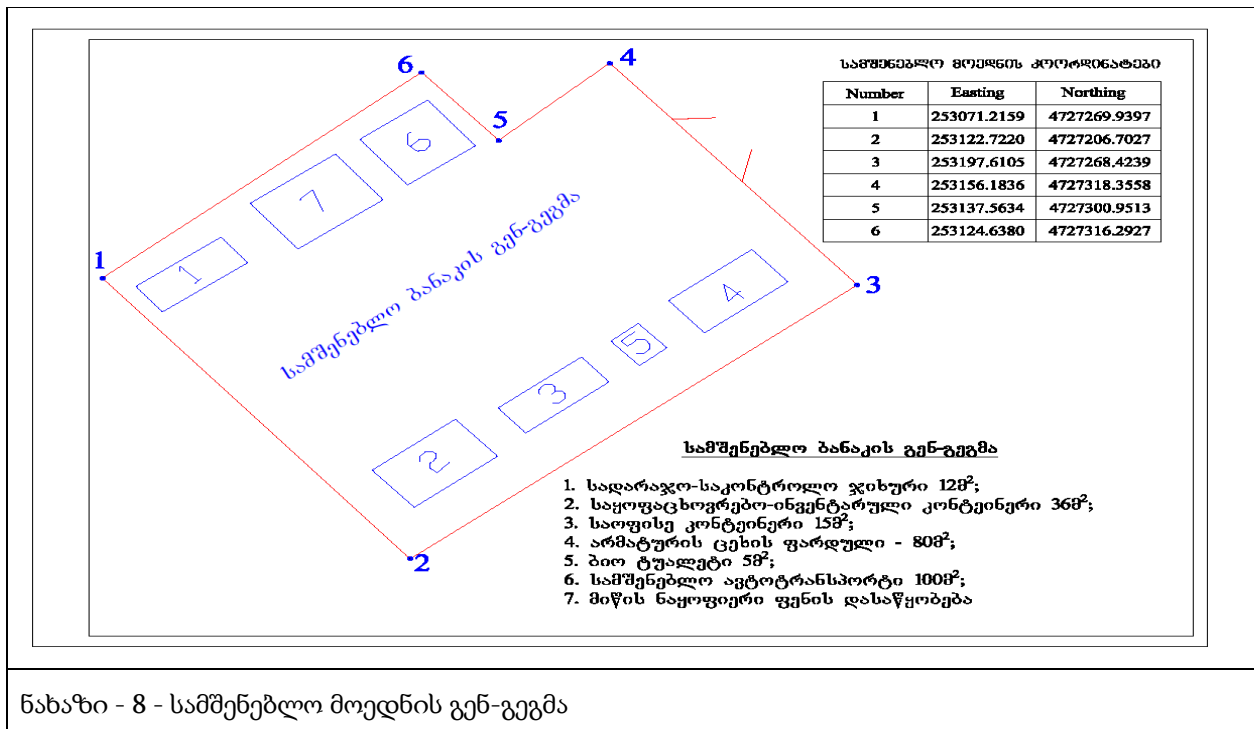 6
4
5
1
3
2
1
7
6
4
5
3
2
სამშენებლო ბანაკის გენ-გეგმა
სამშენებლო მოედნის კოორდინატები
Number Easting Northing
1 253071.2159 4727269.9397
2 253122.7220 4727206.7027
3 253197.6105 4727268.4239
4 253156.1836 4727318.3558
5 253137.5634 4727300.9513
6 253124.6380 4727316.2927
სამშენებლო ბანაკის გენ-გეგმა
1. სადარაჯო-საკონტროლო ჯიხური 12მ²;
2. საყოფაცხოვრებო-ინვენტარული კონტეინერი 36მ²;
3. საოფისე კონტეინერი 15მ²;
4. არმატურის ცეხის ფარდული - 80მ²;
5. ბიო ტუალეტი 5მ²;
6. სამშენებლო ავტოტრანსპორტი 100მ²;
7. მიწის ნაყოფიერი ფენის დასაწყობება
ნახაზი - 8 - სამშენებლო მოედნის გენ-გეგმა